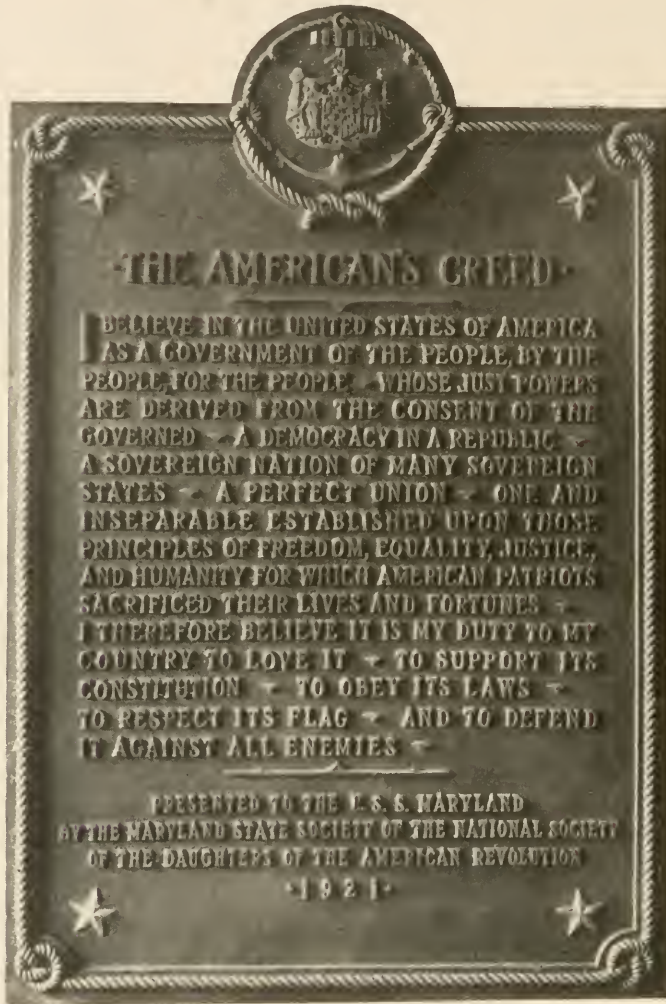 ·THE AMERICAN'S CREED·
I BELIEVE IN THE UNITED STATES OF AMERICA
AS A GOVERNMENT OF THE PEOPLE, BY THE
PEOPLE, FOR THE PEOPLE WHOSE JUST POWERS
ARE DERIVED FROM THE CONSENT OF THE
GOVERNED A DEMOCRACY IN A REPUBLIC
A SOVEREIGN NATION OF MANY SOVEREIGN
STATES A PERFECT UNION ONE AND
INSEPARABLE ESTABLISHED UPON THOSE
PRINCIPLES OF FREEDOM, EQUALITY, JUSTICE,
AND HUMANITY FOR WHICH AMERICAN PATRIOTS
SACRIFICED THEIR LIVES AND FORTUNES
I THEREFORE BELIEVE IT IS MY DUTY TO MY
COUNTRY TO LOVE IT TO SUPPORT ITS
CONSTITUTION TO OBEY ITS LAWS
TO RESPECT ITS FLAG AND TO DEFEND
IT AGAINST ALL ENEMIES
PRESENTED TO THE U. S. S. MARYLAND
BY THE MARYLAND STATE SOCIETY OF THE NATIONAL SOCIETY
OF THE DAUGHTERS OF THE AMERICAN REVOLUTION
·1921·